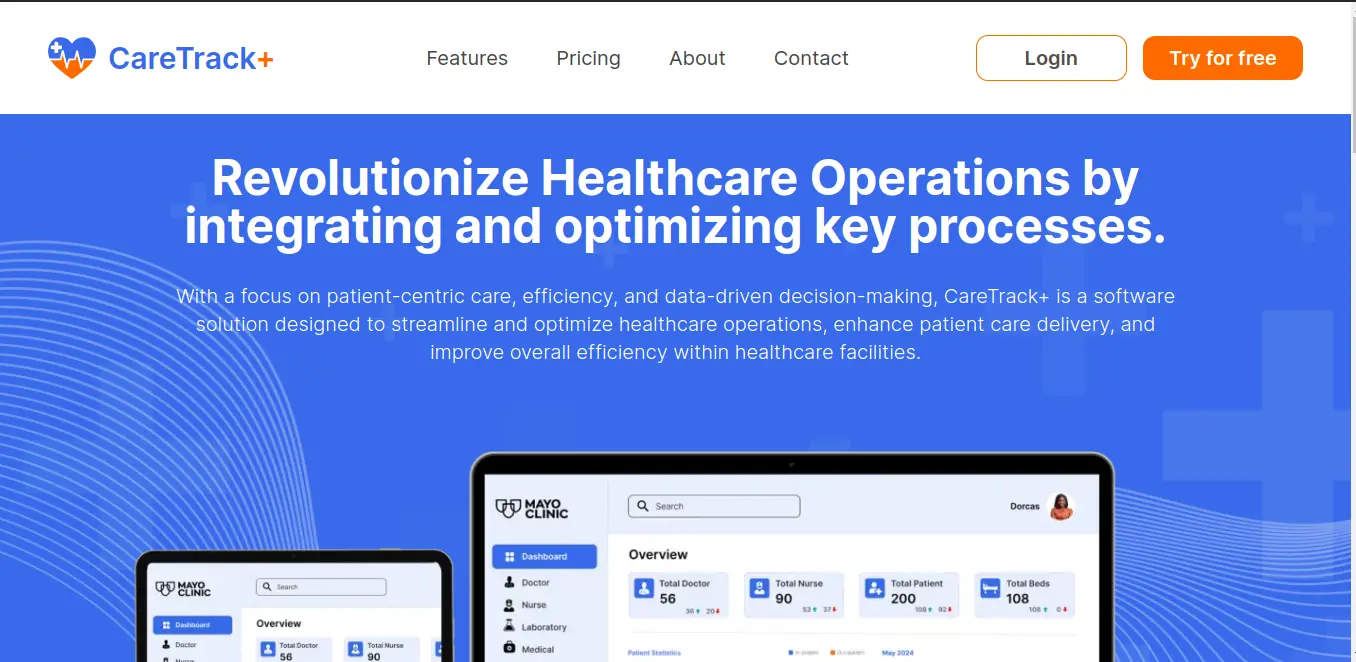 CareTrack+
Features
Pricing
About
Contact
Login
Try for free
Revolutionize Healthcare Operations by
integrating and optimizing key processes.
With a focus on patient-centric care, efficiency, and data-driven decision-making, CareTrack+ is a software
solution designed to streamline and optimize healthcare operations, enhance patient care delivery, and
improve overall efficiency within healthcare facilities.
MAYO
CLINIC
Search
Dorcas
Dashboard
Doctor
Nurse
Laboratory
Medical
Overview
Total Doctor
56
36 20
Total Nurse
90
53 37
Total Patient
200
108 92
Total Beds
108
108 0
Patient Statistics
May 2024
MAYO
CLINIC
Search
Dashboard
Doctor
Nurse
Overview
Total Doctor
56
Total Nurse
90